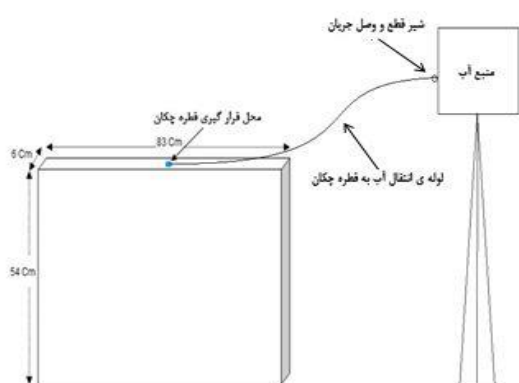 شیر قطع و وصل جریان
منبع آب
محل قرار گیری قطره چکان
83 Cm
6 Cm
لوله ی انتقال آب به قطره چکان
54 Cm